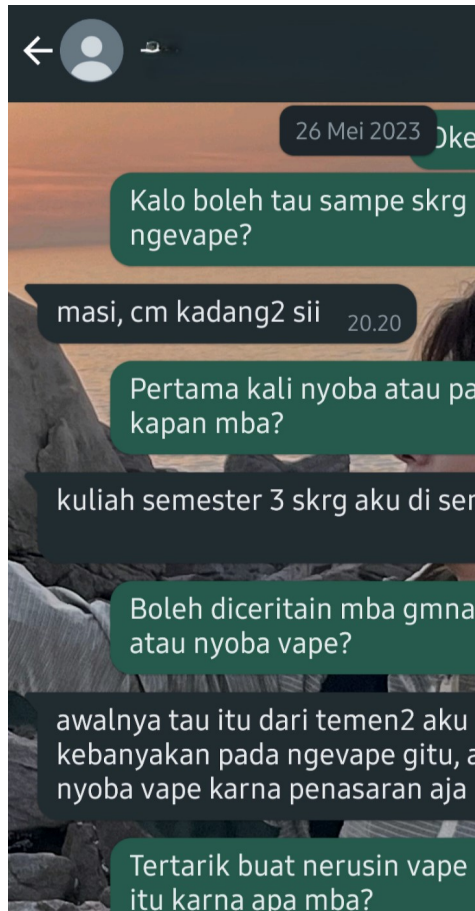 26 Mei 2023
Kalo boleh tau sampe skrg
ngevape?
masi, cm kadang2 sii
20.20
Pertama kali nyoba atau
kapan mba?
kuliah semester 3 skrg aku di
Boleh diceritain mba gmna
atau nyoba vape?
awalnya tau itu dari temen2 aku
kebanyakan pada ngevape gitu,
nyoba vape karna penasaran aja
Tertarik buat nerusin vape
itu karna apa mba?